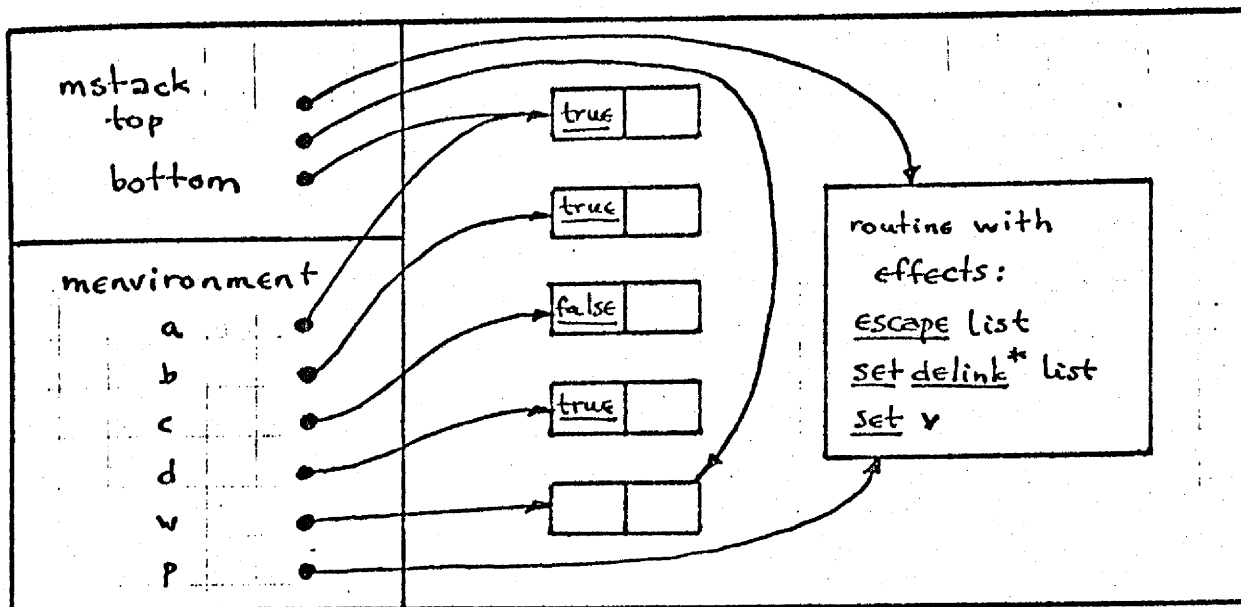 mstack
top
bottom
menvironment
a
b
c
d
w
p
true
true
false
true
routine with
effects:
escape list
set delink* list
set v